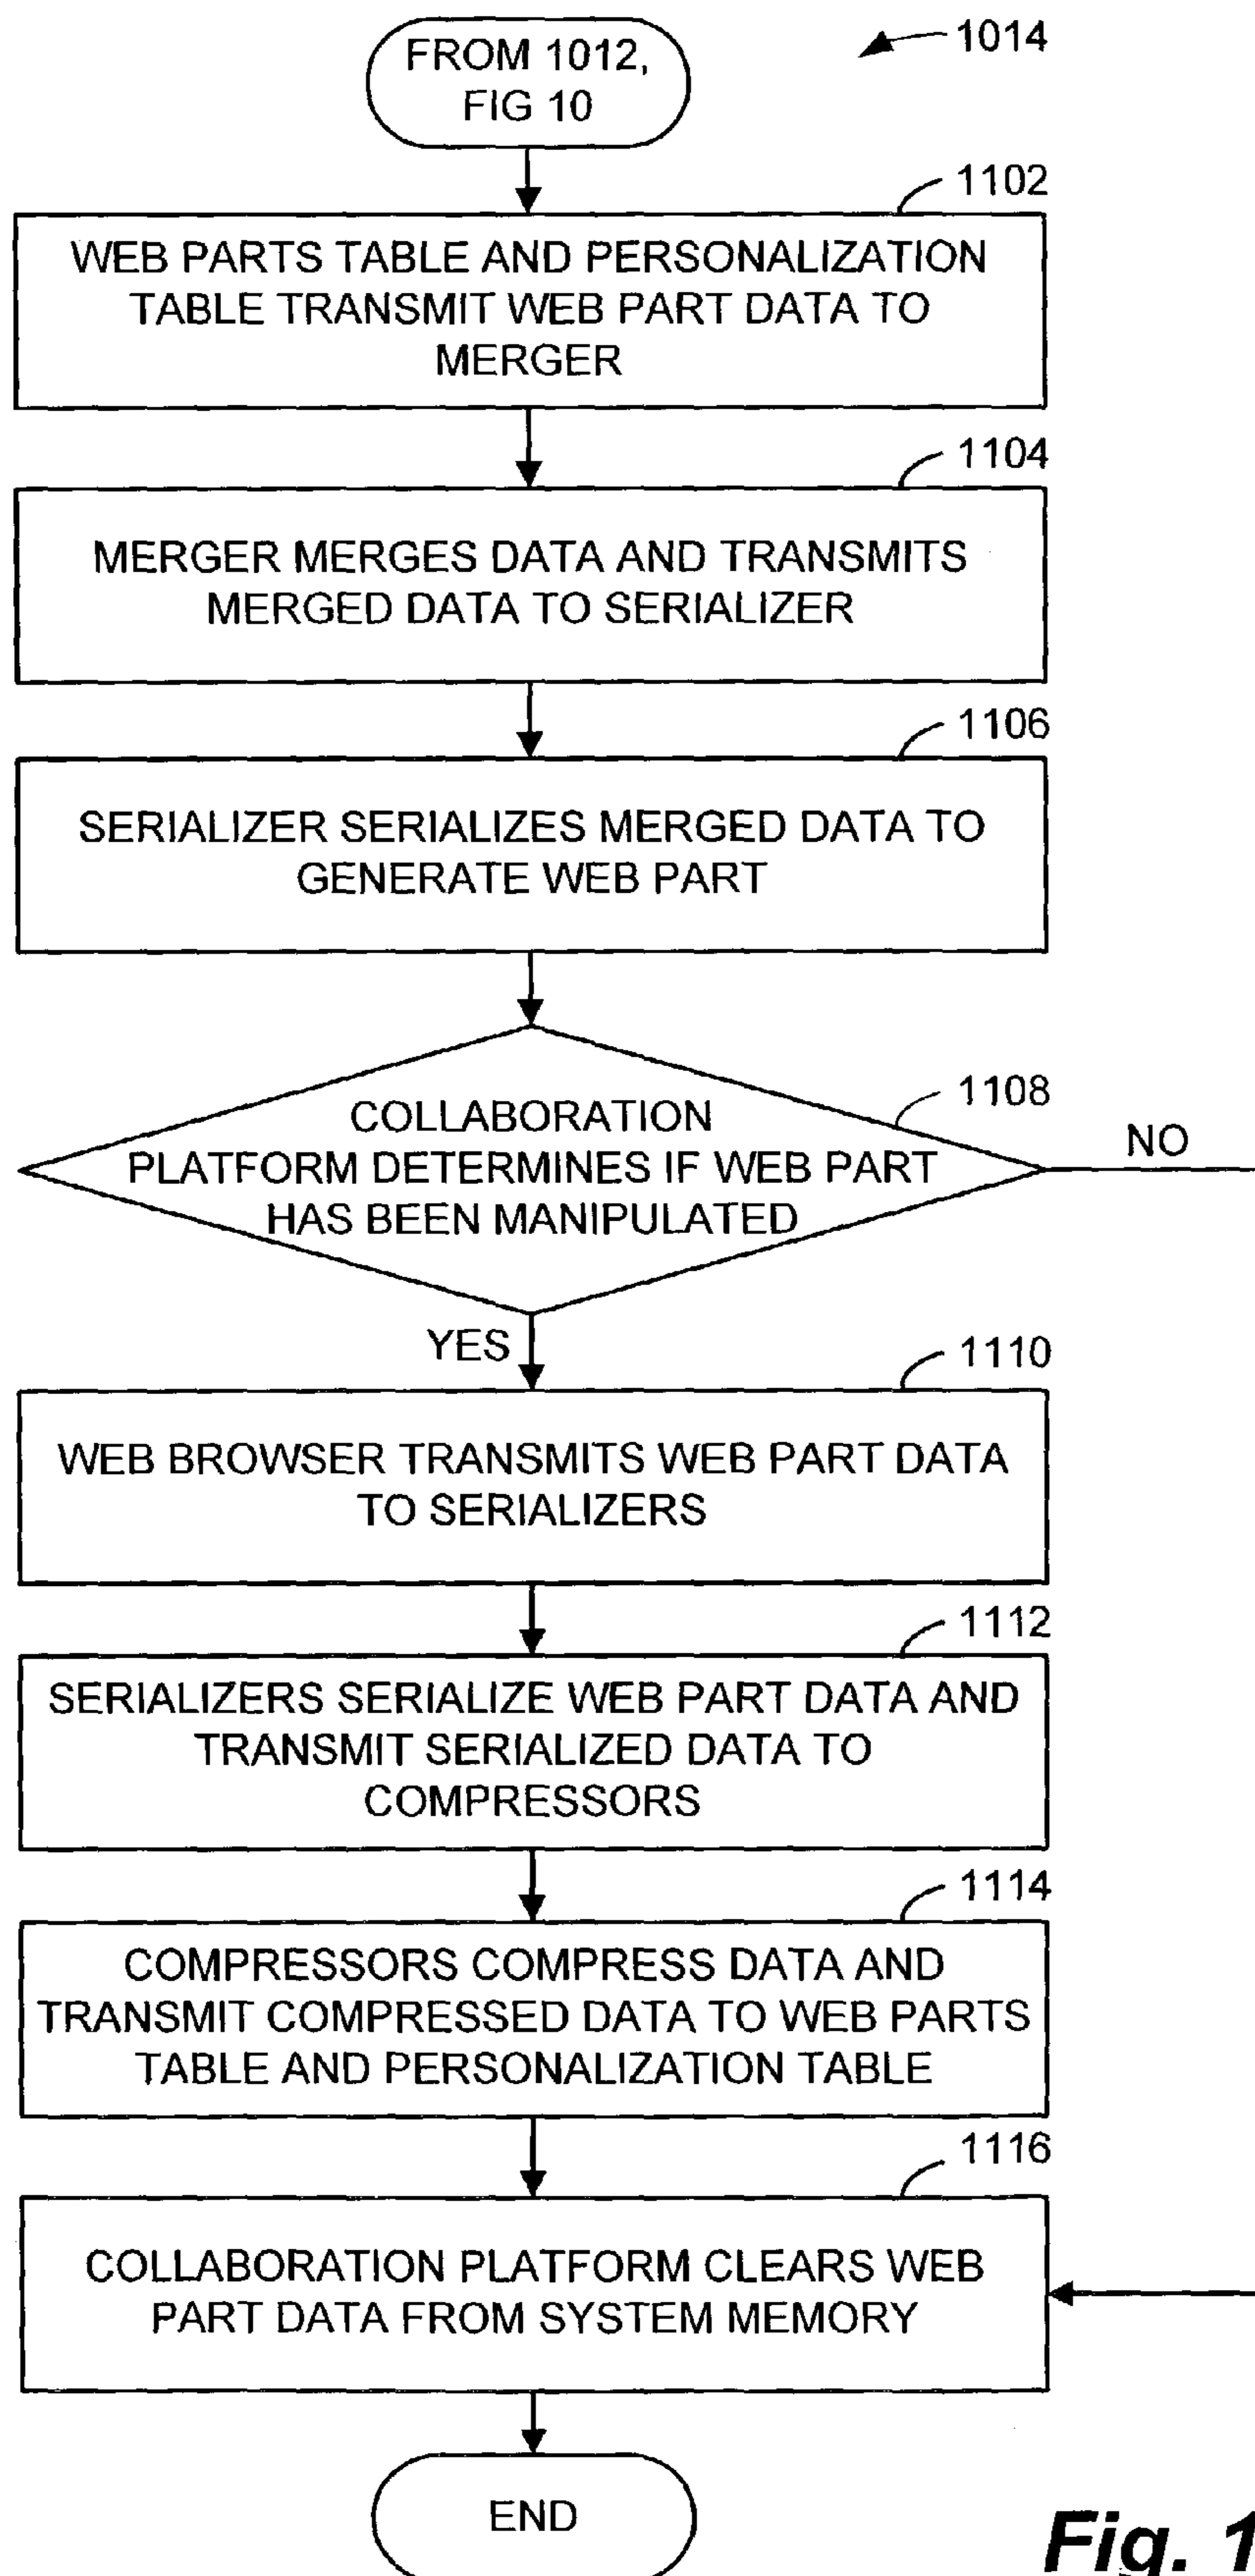 FROM 1012,
FIG 10
1014
1102
WEB PARTS TABLE AND PERSONALIZATION
TABLE TRANSMIT WEB PART DATA TO
MERGER
1104
MERGER MERGES DATA AND TRANSMITS
MERGED DATA TO SERIALIZER
1106
SERIALIZER SERIALIZES MERGED DATA TO
GENERATE WEB PART
1108
COLLABORATION
PLATFORM DETERMINES IF WEB PART
HAS BEEN MANIPULATED
NO
YES
1110
WEB BROWSER TRANSMITS WEB PART DATA
TO SERIALIZERS
1112
SERIALIZERS SERIALIZE WEB PART DATA AND
TRANSMIT SERIALIZED DATA TO
COMPRESSORS
1114
COMPRESSORS COMPRESS DATA AND
TRANSMIT COMPRESSED DATA TO WEB PARTS
TABLE AND PERSONALIZATION TABLE
1116
COLLABORATION PLATFORM CLEARS WEB
PART DATA FROM SYSTEM MEMORY
END
Fig. 1